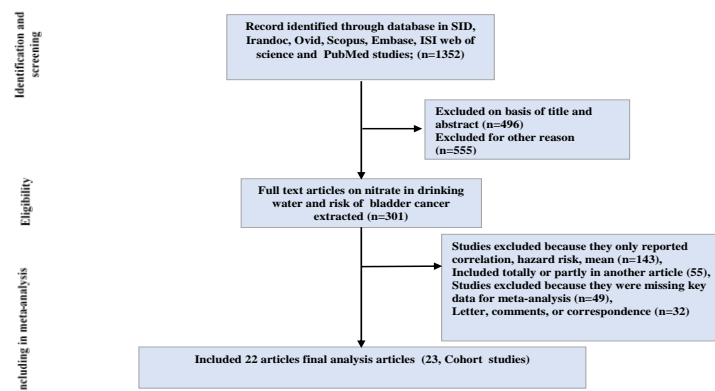 Identification and
screening
Record identified through database in SID,
Irandoc, Ovid, Scopus, Embase, ISI web of
science and PubMed studies; (n=1352)
Excluded on basis of title and
abstract (n=496)
Excluded for other reason
(n=555)
Eligibility
Full text articles on nitrate in drinking
water and risk of bladder cancer
extracted (n=301)
Studies excluded because they only reported
correlation, hazard risk, mean (n=143),
Included totally or partly in another article (55),
Studies excluded because they were missing key
data for meta-analysis (n=49),
Letter, comments, or correspondence (n=32)
ncluding in meta-analysis
Included 22 articles final analysis articles (23, Cohort studies)